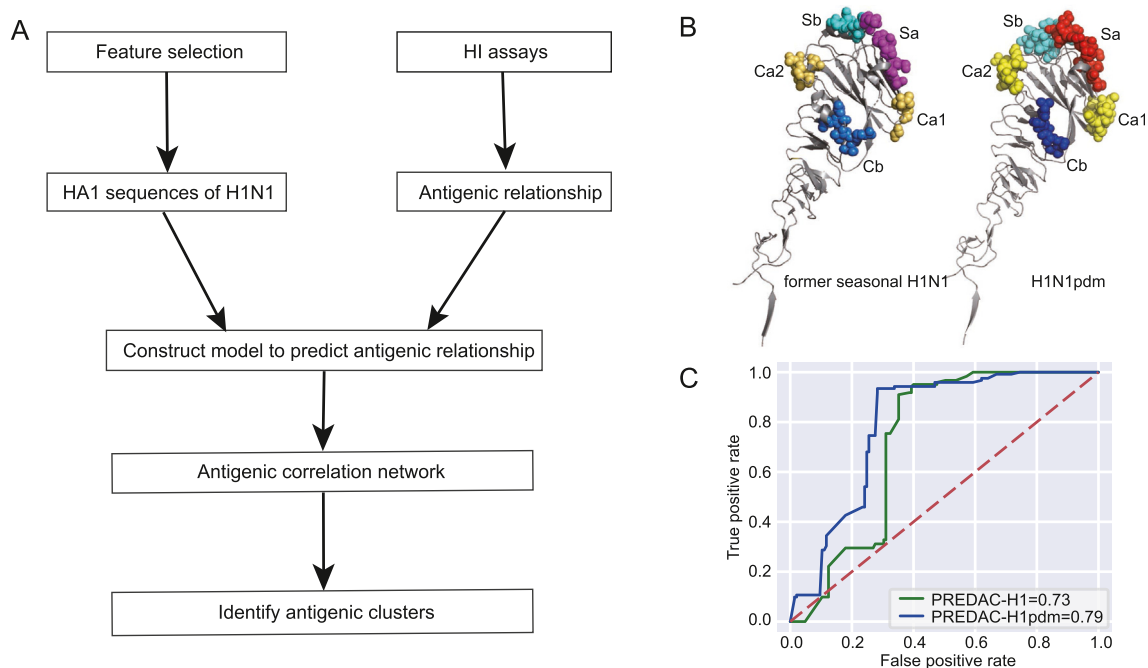 A
Feature selection
HI assays
HA1 sequences of H1N1
Antigenic relationship
Construct model to predict antigenic relationship
Antigenic correlation network
Identify antigenic clusters
B
Sb
Sa
Ca2
Ca1
Cb
former seasonal H1N1
Sb
Sa
Ca2
Ca1
Cb
H1N1pdm
C
True positive rate
1.0
0.8
0.6
0.4
0.2
0.0
0.0
0.2
0.4
0.6
0.8
1.0
False positive rate
PREDAC-H1=0.73
PREDAC-H1pdm=0.79